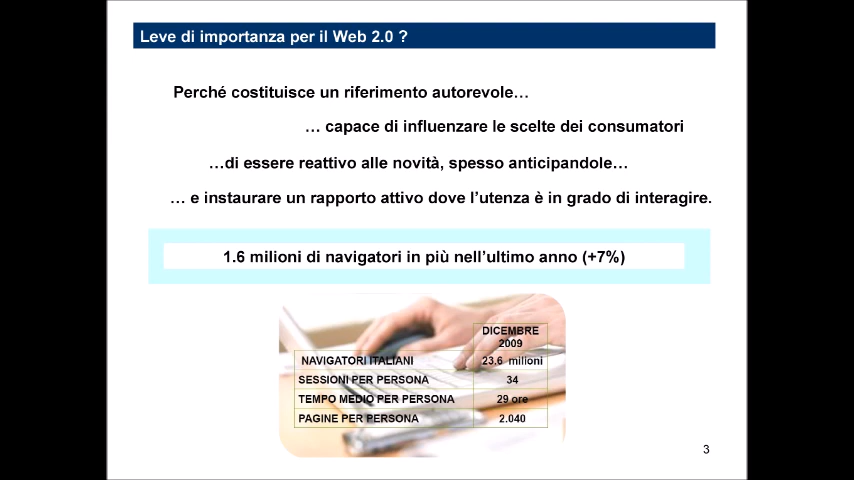 Leve di importanza per il Web 2.0 ?
Perché costituisce un riferimento autorevole…
… capace di influenzare le scelte dei consumatori
…di essere reattivo alle novità, spesso anticipandole…
… e instaurare un rapporto attivo dove l’utenza è in grado di interagire.
1.6 milioni di navigatori in più nell’ultimo anno (+7%)
DICEMBRE
2009
NAVIGATORI ITALIANI 23.6 milioni
SESSIONI PER PERSONA 34
TEMPO MEDIO PER PERSONA 29 ore
PAGINE PER PERSONA 2.040
3